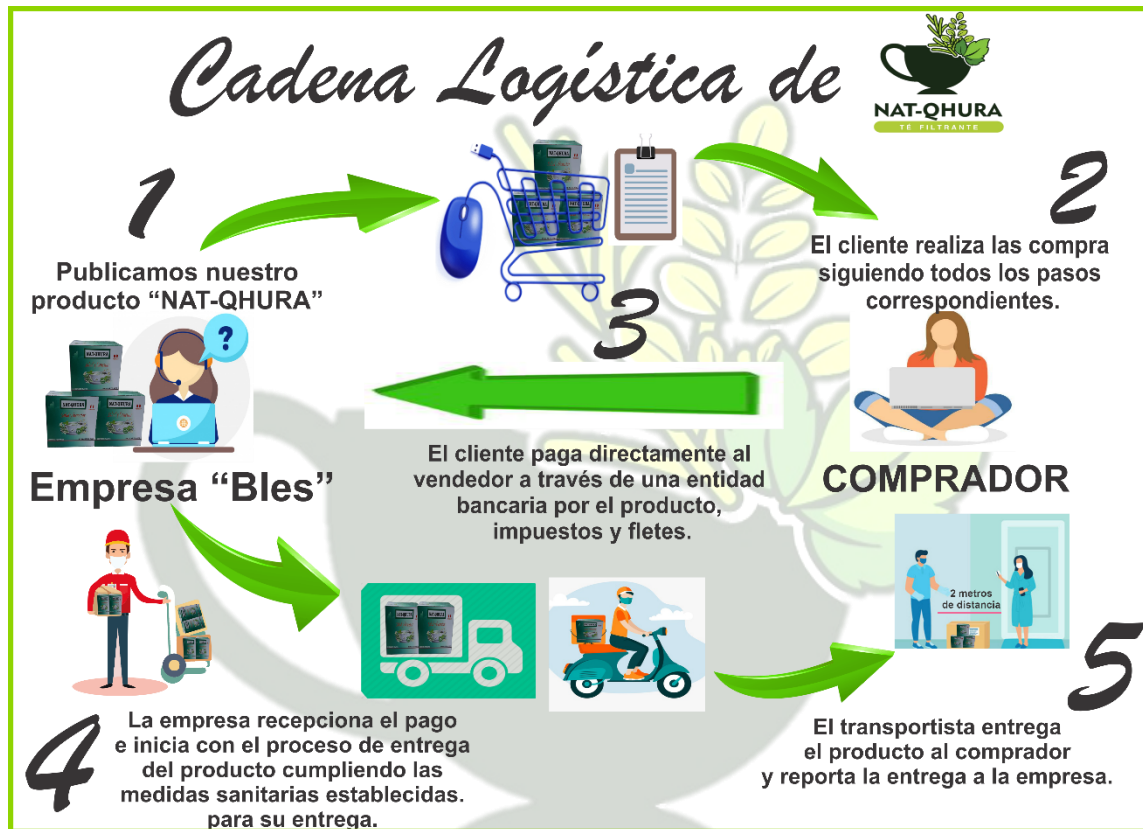 Cadena Logística de
NAT-QHURA
TÉ FILTRANTE
1
Publicamos nuestro
producto “NAT-QHURA”
?
Empresa “Bles”
2
El cliente realiza las compra
siguiendo todos los pasos
correspondientes.
COMPRADOR
3
El cliente paga directamente al
vendedor a través de una entidad
bancaria por el producto,
impuestos y fletes.
4
La empresa recepciona el pago
e inicia con el proceso de entrega
del producto cumpliendo las
medidas sanitarias establecidas.
para su entrega.
2 metros
de distancia
5
El transportista entrega
el producto al comprador
y reporta la entrega a la empresa.